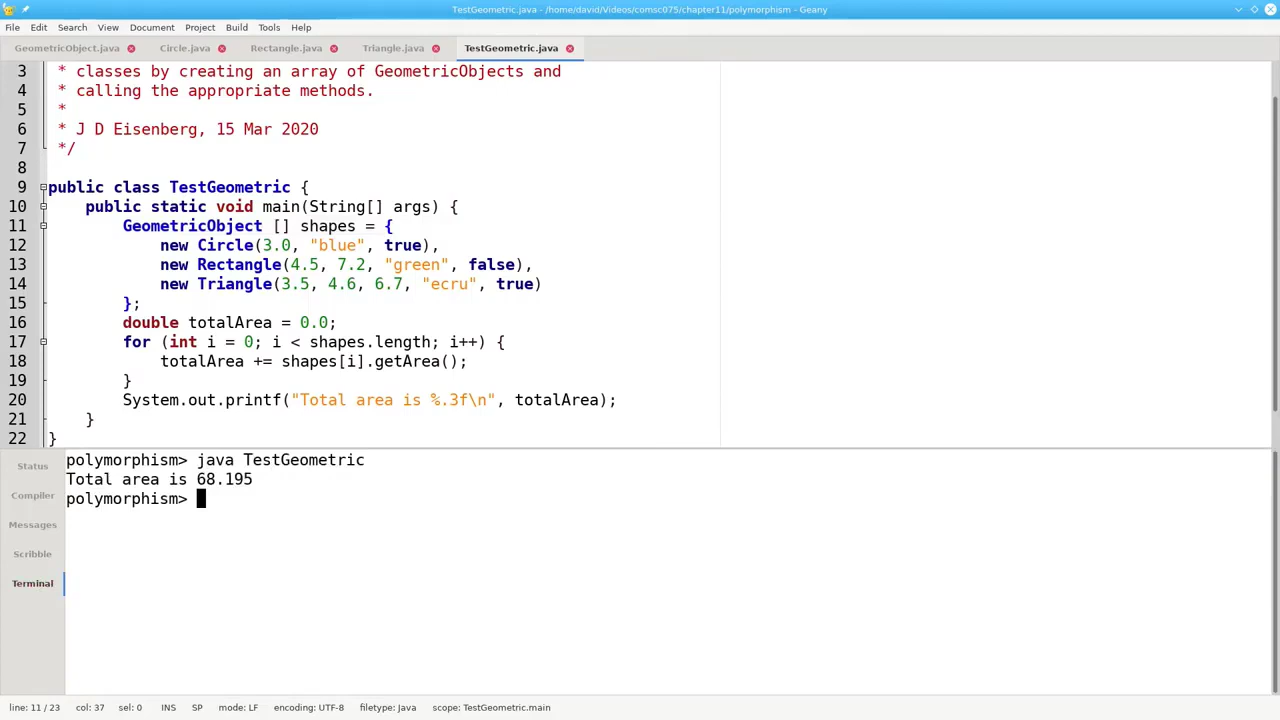 TestGeometric.java - /home/david/Videos/comsc075/chapter11/polymorphism - Geany
File Edit Search View Document Project Build Tools Help
GeometricObject.java Circle.java Rectangle.java Triangle.java TestGeometric.java
3  * classes by creating an array of GeometricObjects and
4  * calling the appropriate methods.
5  *
6  * J D Eisenberg, 15 Mar 2020
7  */
8
9 public class TestGeometric {
10     public static void main(String[] args) {
11         GeometricObject [] shapes = {
12             new Circle(3.0, "blue", true),
13             new Rectangle(4.5, 7.2, "green", false),
14             new Triangle(3.5, 4.6, 6.7, "ecru", true)
15         };
16         double totalArea = 0.0;
17         for (int i = 0; i < shapes.length; i++) {
18             totalArea += shapes[i].getArea();
19         }
20         System.out.printf("Total area is %.3f\n", totalArea);
21     }
22 }
Status
Compiler
Messages
Scribble
Terminal
polymorphism> java TestGeometric
Total area is 68.195
polymorphism>
line: 11 / 23 col: 37 sel: 0 INS SP mode: LF encoding: UTF-8 filetype: Java scope: TestGeometric.main